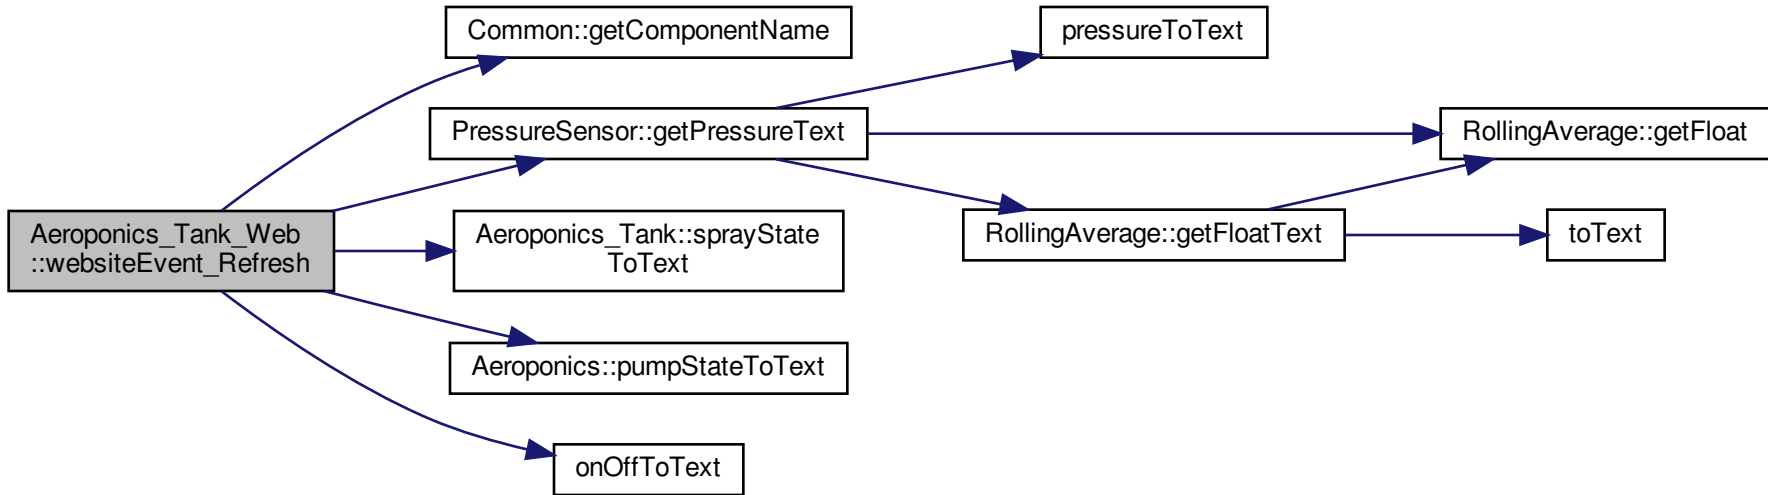 Common::getComponentName
pressureToText
PressureSensor::getPressureText
RollingAverage::getFloat
Aeroponics_Tank_Web
::websiteEvent_Refresh
Aeroponics_Tank::sprayState
ToText
RollingAverage::getFloatText
toText
Aeroponics::pumpStateToText
onOffToText